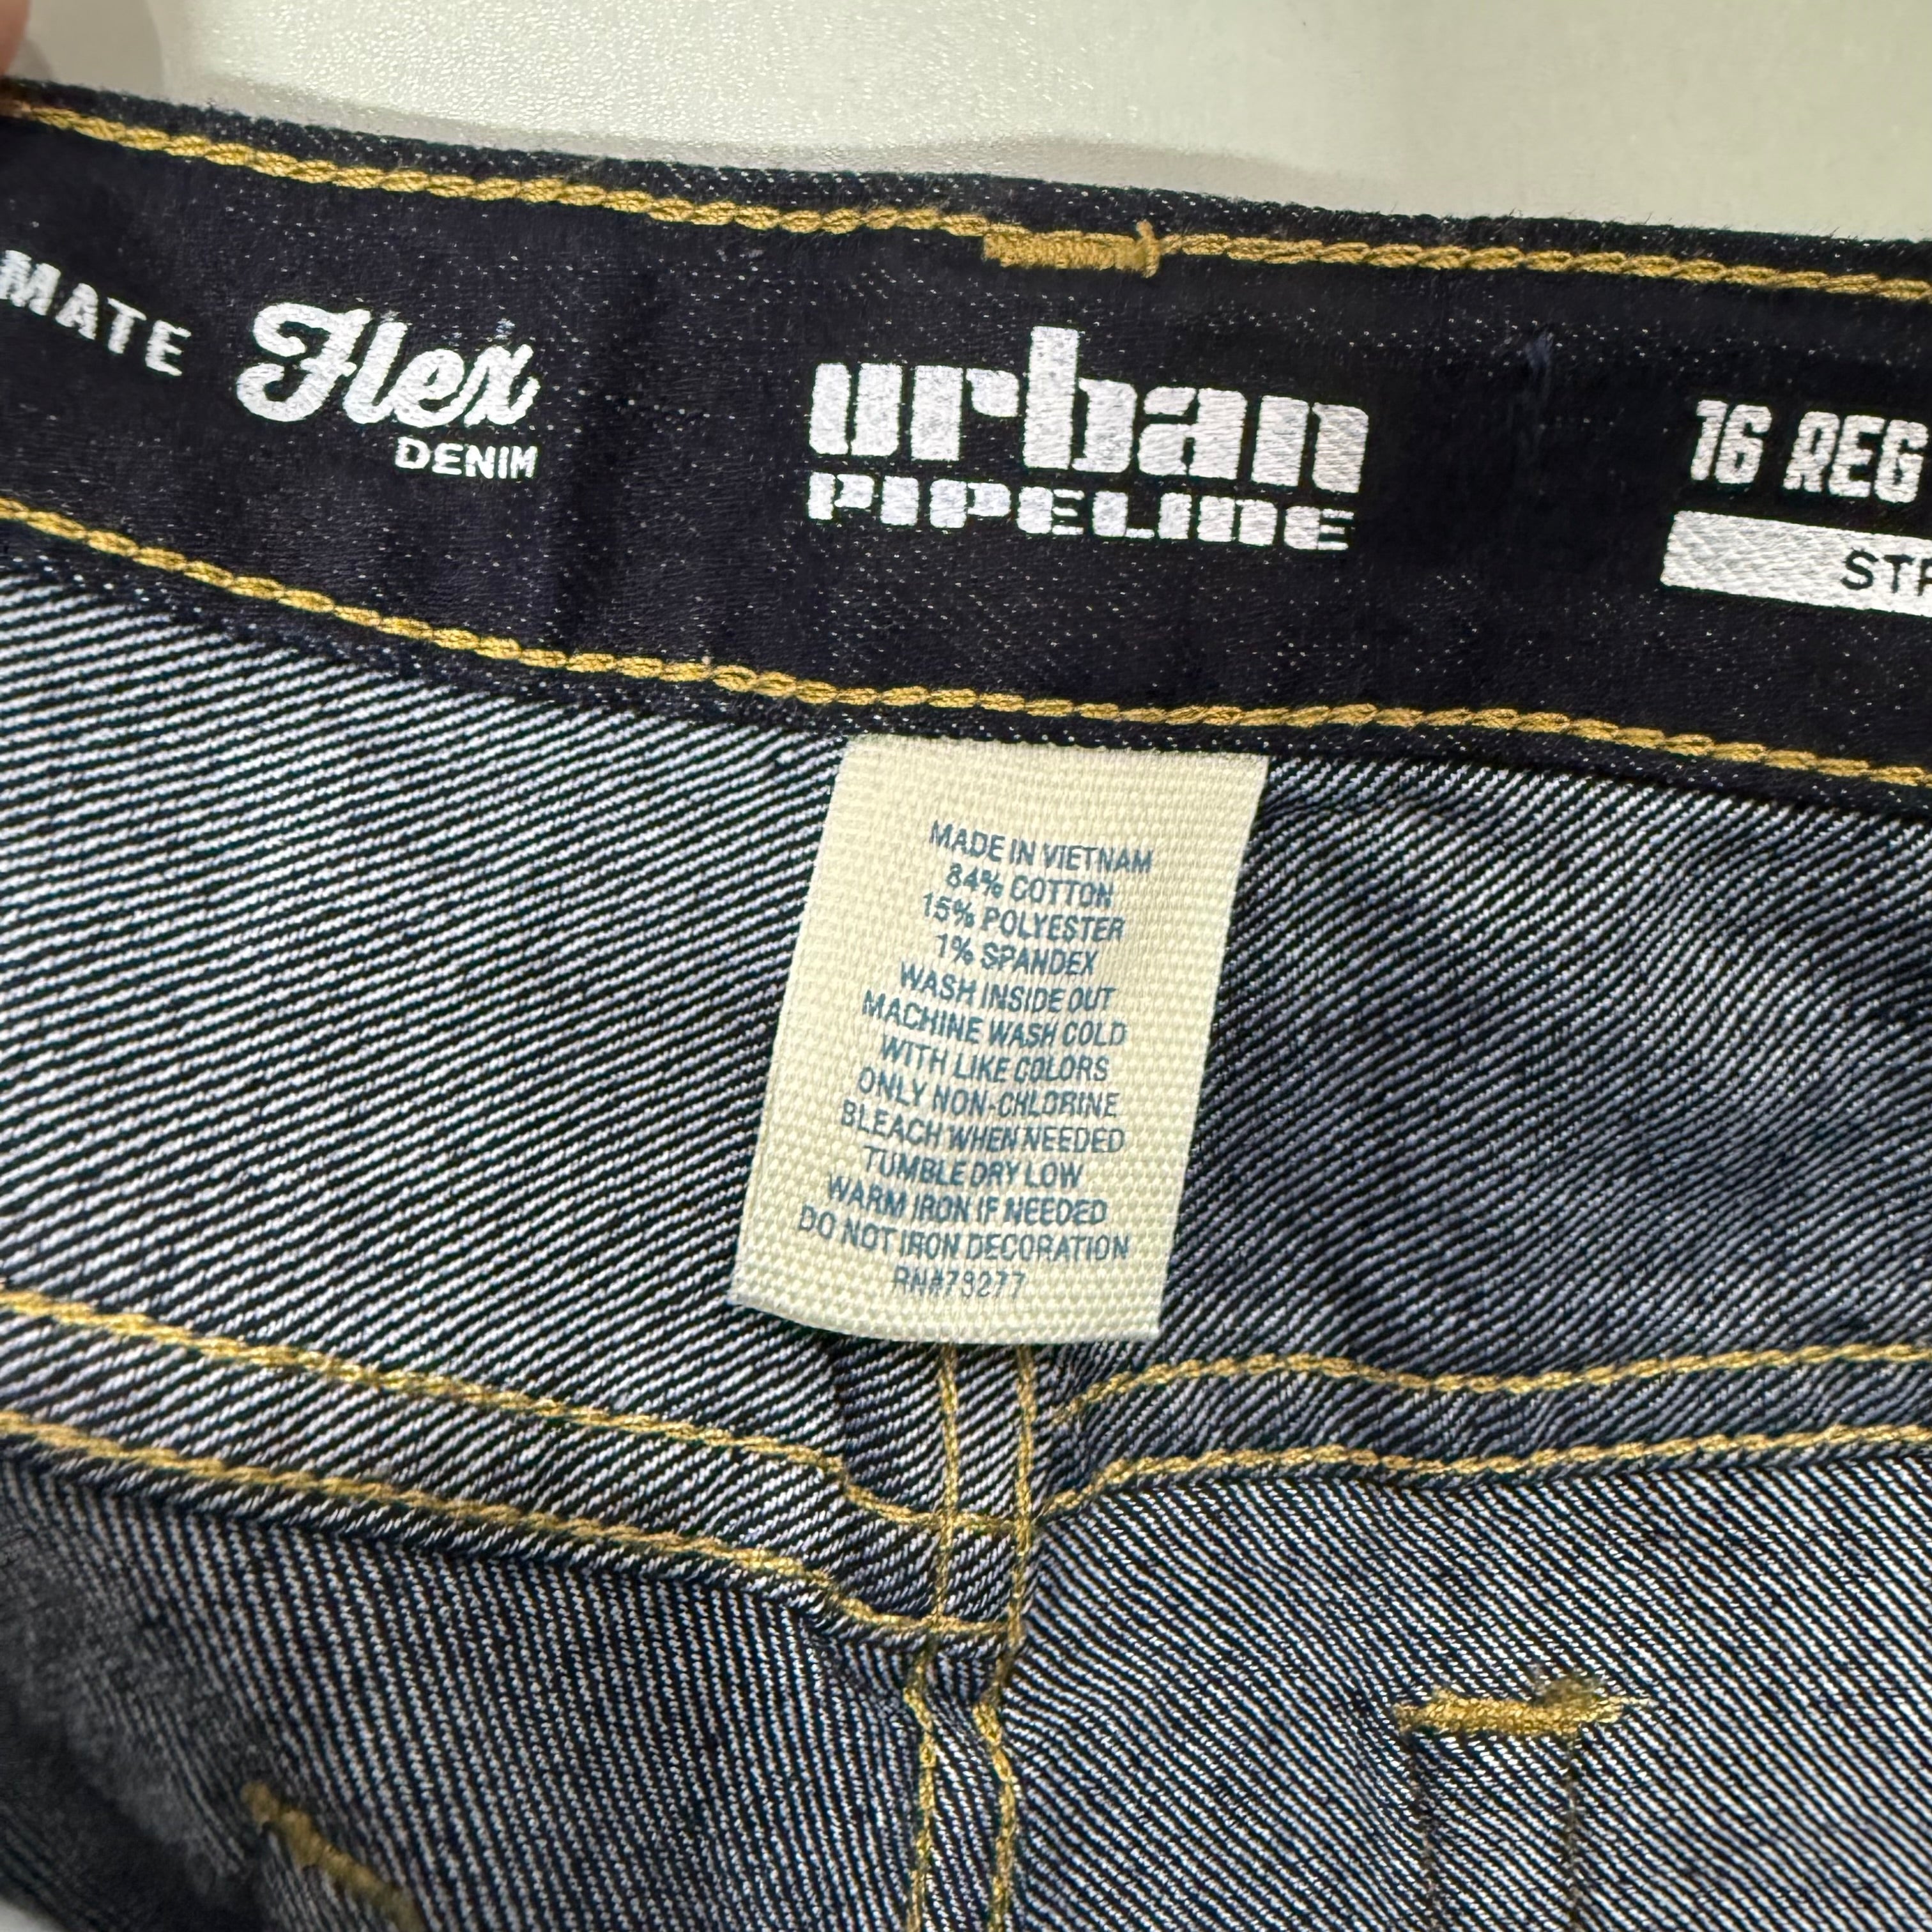 MATE
Flex
DENIM
urban
PIPELINE
16 REG
STR
MADE IN VIETNAM
84% COTTON
15% POLYESTER
1% SPANDEX
WASH INSIDE OUT
MACHINE WASH COLD
WITH LIKE COLORS
ONLY NON-CHLORINE
BLEACH WHEN NEEDED
TUMBLE DRY LOW
WARM IRON IF NEEDED
DO NOT IRON DECORATION
RN#73277